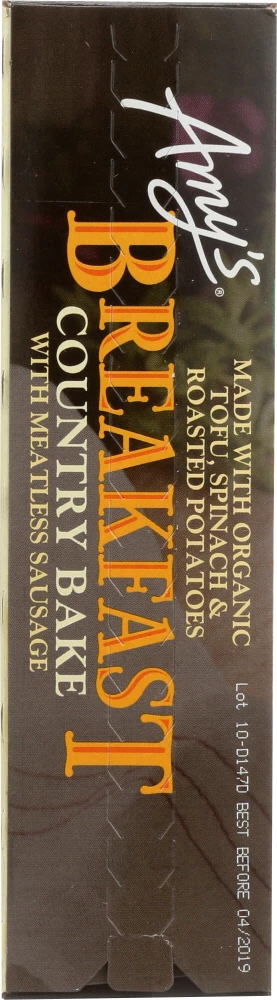 Amy's®
MADE WITH ORGANIC
TOFU, SPINACH &
ROASTED POTATOES
BREAKFAST
COUNTRY BAKE
WITH MEATLESS SAUSAGE
Lot 10-D147D BEST BEFORE 04/2019